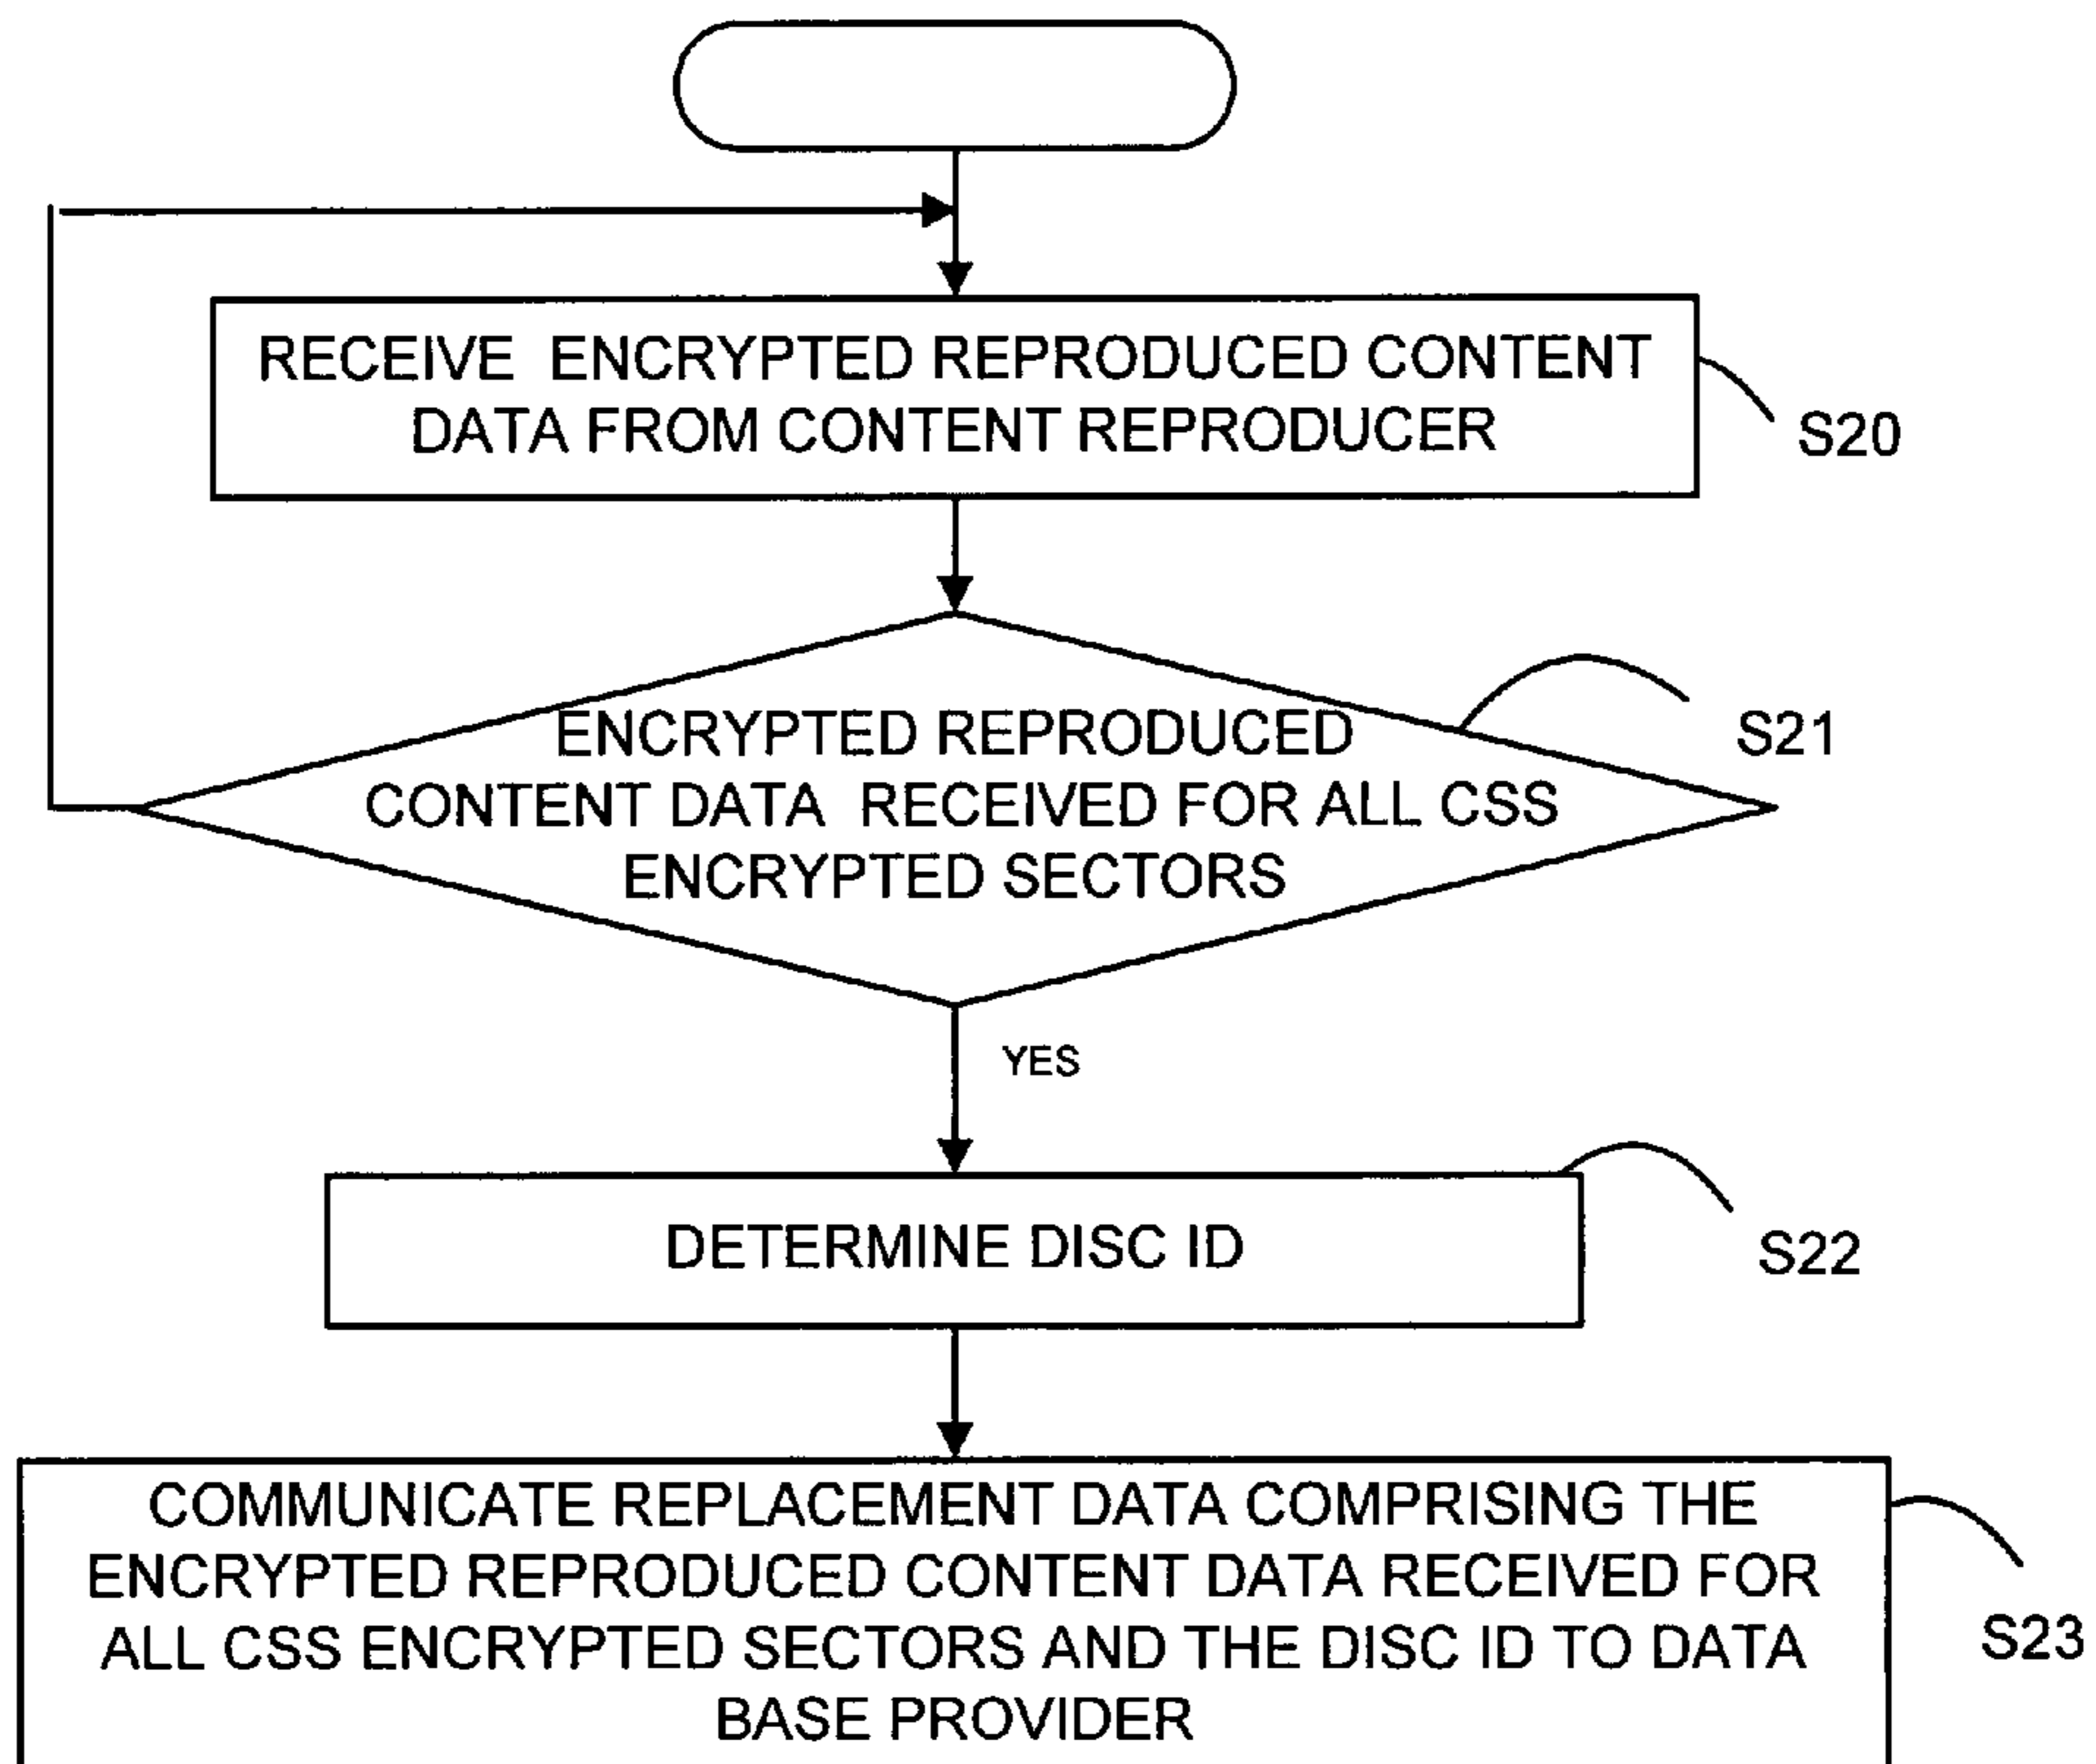 RECEIVE ENCRYPTED REPRODUCED CONTENT
DATA FROM CONTENT REPRODUCER
S20
ENCRYPTED REPRODUCED
CONTENT DATA RECEIVED FOR ALL CSS
ENCRYPTED SECTORS
S21
YES
DETERMINE DISC ID
S22
COMMUNICATE REPLACEMENT DATA COMPRISING THE
ENCRYPTED REPRODUCED CONTENT DATA RECEIVED FOR
ALL CSS ENCRYPTED SECTORS AND THE DISC ID TO DATA
BASE PROVIDER
S23